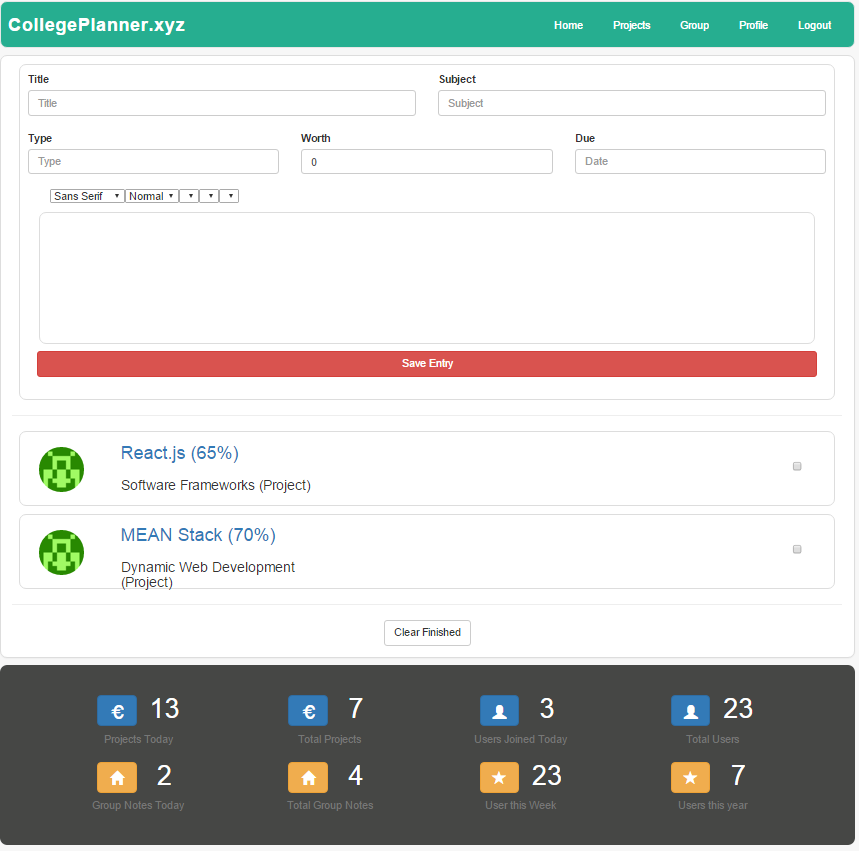 CollegePlanner.xyz Home Projects Group Profile Logout
Title Subject
Title Subject
Type Worth Due
Type 0 Date
Sans Serif Normal
Save Entry
React.js (65%)
Software Frameworks (Project)
MEAN Stack (70%)
Dynamic Web Development
(Project)
Clear Finished
€ 13 € 7 3 23
Projects Today Total Projects Users Joined Today Total Users
2 4 23 7
Group Notes Today Total Group Notes User this Week Users this year